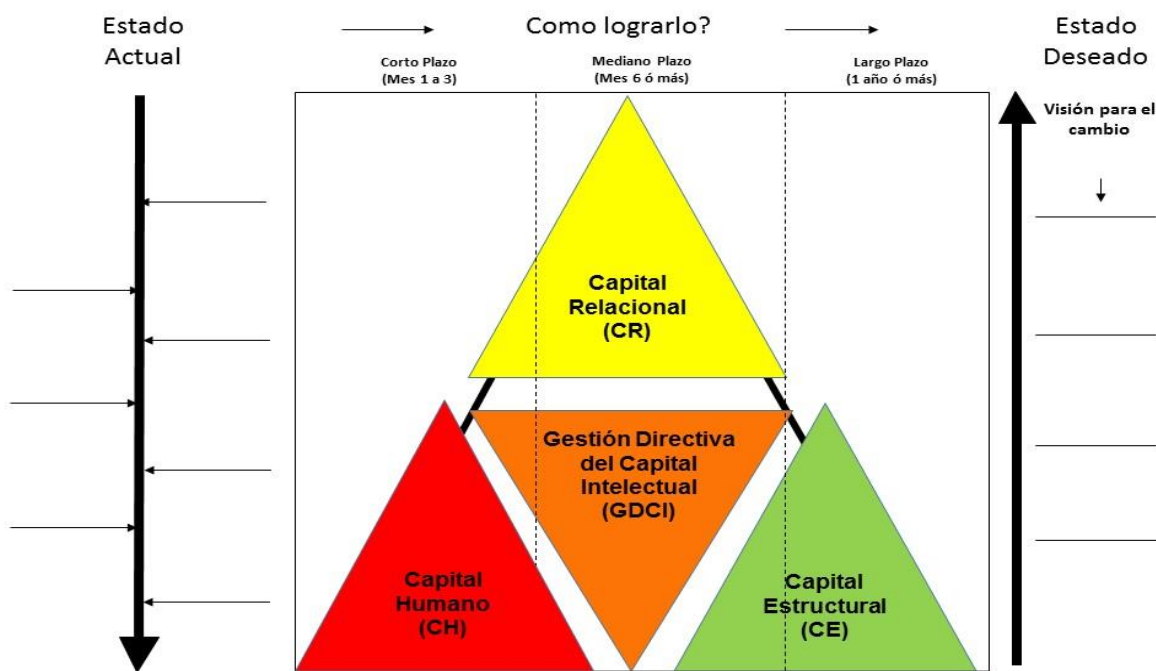 Estado
Actual
Como lograrlo?
Estado
Deseado
Corto Plazo
(Mes 1 a 3)
Mediano Plazo
(Mes 6 ó más)
Largo Plazo
(1 año ó más)
Visión para el
cambio
Capital
Relacional
(CR)
Gestión Directiva
del Capital
Intelectual
(GDCI)
Capital
Humano
(CH)
Capital
Estructural
(CE)